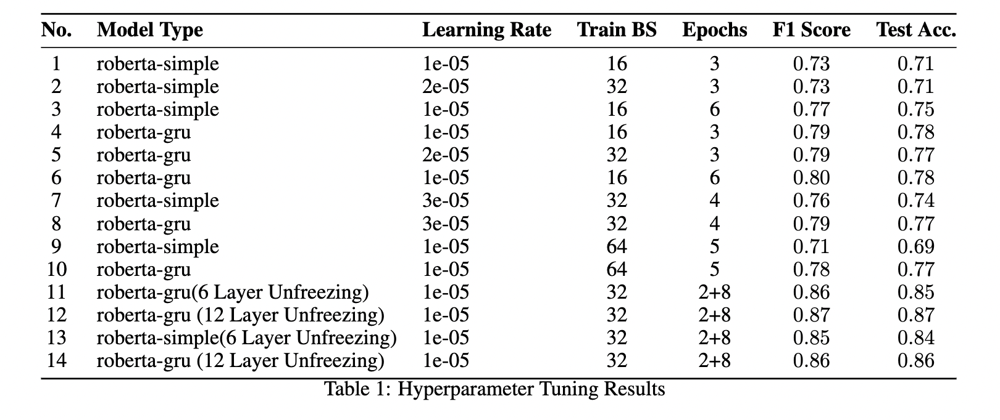 No. Model Type Learning Rate Train BS Epochs F1 Score Test Acc.
1 roberta-simple 1e-05 16 3 0.73 0.71
2 roberta-simple 2e-05 32 3 0.73 0.71
3 roberta-simple 1e-05 16 6 0.77 0.75
4 roberta-gru 1e-05 16 3 0.79 0.78
5 roberta-gru 2e-05 32 3 0.79 0.77
6 roberta-gru 1e-05 16 6 0.80 0.78
7 roberta-simple 3e-05 32 4 0.76 0.74
8 roberta-gru 3e-05 32 4 0.79 0.77
9 roberta-simple 1e-05 64 5 0.71 0.69
10 roberta-gru 1e-05 64 5 0.78 0.77
11 roberta-gru(6 Layer Unfreezing) 1e-05 32 2+8 0.86 0.85
12 roberta-gru (12 Layer Unfreezing) 1e-05 32 2+8 0.87 0.87
13 roberta-simple(6 Layer Unfreezing) 1e-05 32 2+8 0.85 0.84
14 roberta-gru (12 Layer Unfreezing) 1e-05 32 2+8 0.86 0.86
Table 1: Hyperparameter Tuning Results